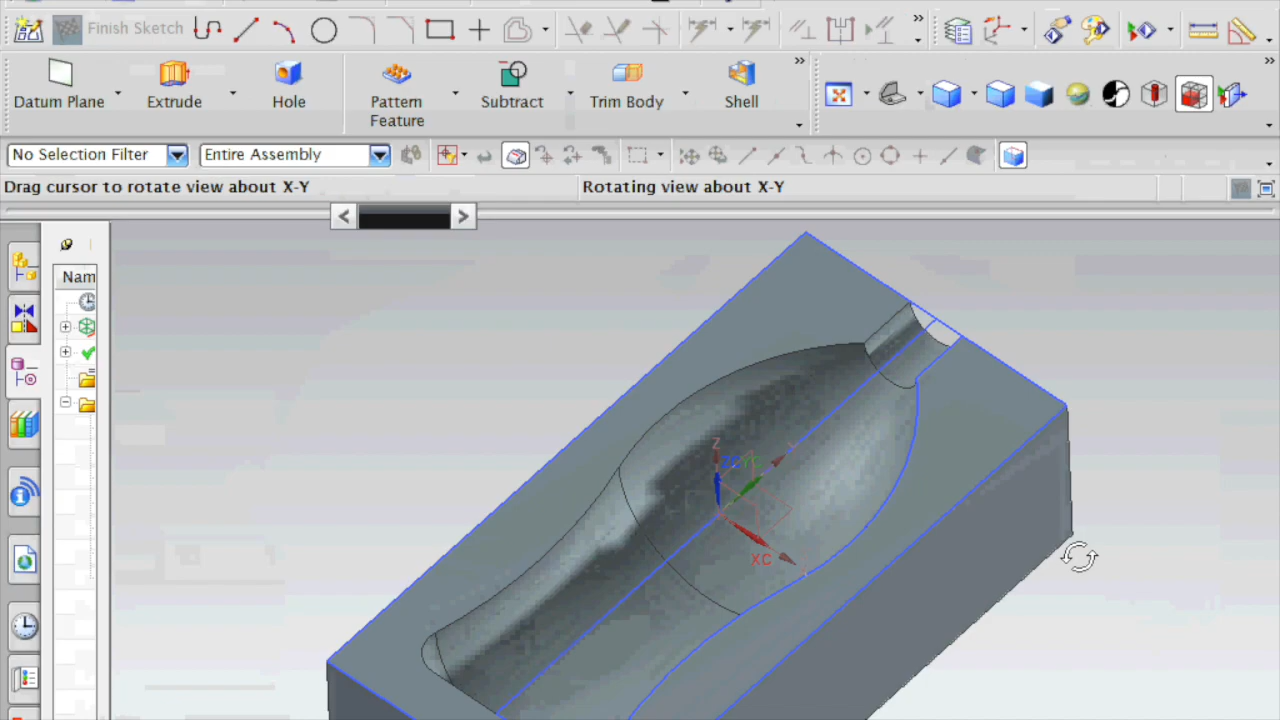 Finish Sketch
Datum Plane
Extrude
Hole
Pattern
Feature
Subtract
Trim Body
Shell
No Selection Filter
Entire Assembly
Drag cursor to rotate view about X-Y
Rotating view about X-Y
Nam
Z
XC